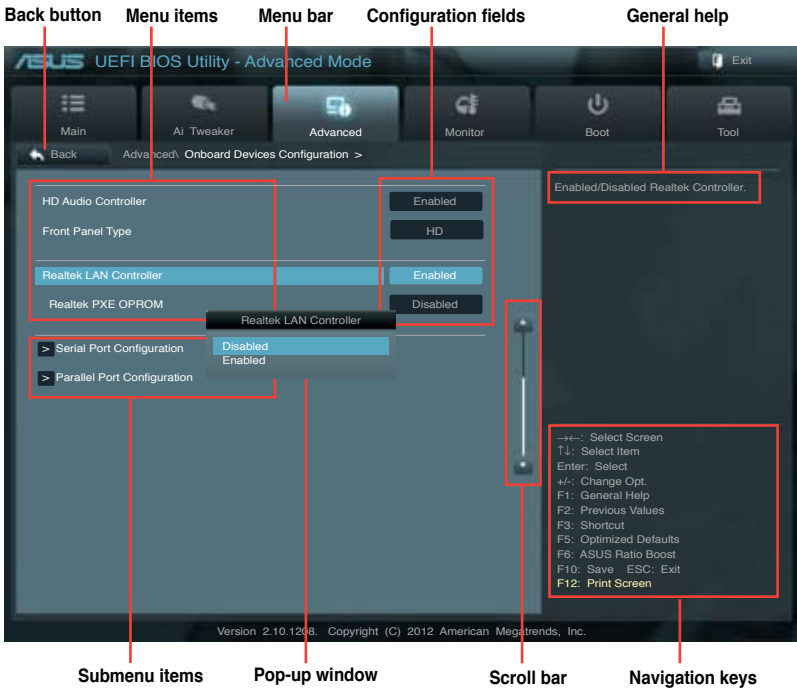 Back button Menu items Menu bar Configuration fields General help
ASUS UEFI BIOS Utility - Advanced Mode Exit
Main Ai Tweaker Advanced Monitor Boot Tool
Back Advanced\ Onboard Devices Configuration >
Enabled/Disabled Realtek Controller.
HD Audio Controller Enabled
Front Panel Type HD
Realtek LAN Controller Enabled
Realtek PXE OPROM Disabled
Realtek LAN Controller
Disabled
Enabled
> Serial Port Configuration
> Parallel Port Configuration
→←: Select Screen
↑↓: Select Item
Enter: Select
+/-: Change Opt.
F1: General Help
F2: Previous Values
F3: Shortcut
F5: Optimized Defaults
F6: ASUS Ratio Boost
F10: Save ESC: Exit
F12: Print Screen
Version 2.10.1208. Copyright (C) 2012 American Megatrends, Inc.
Submenu items Pop-up window Scroll bar Navigation keys